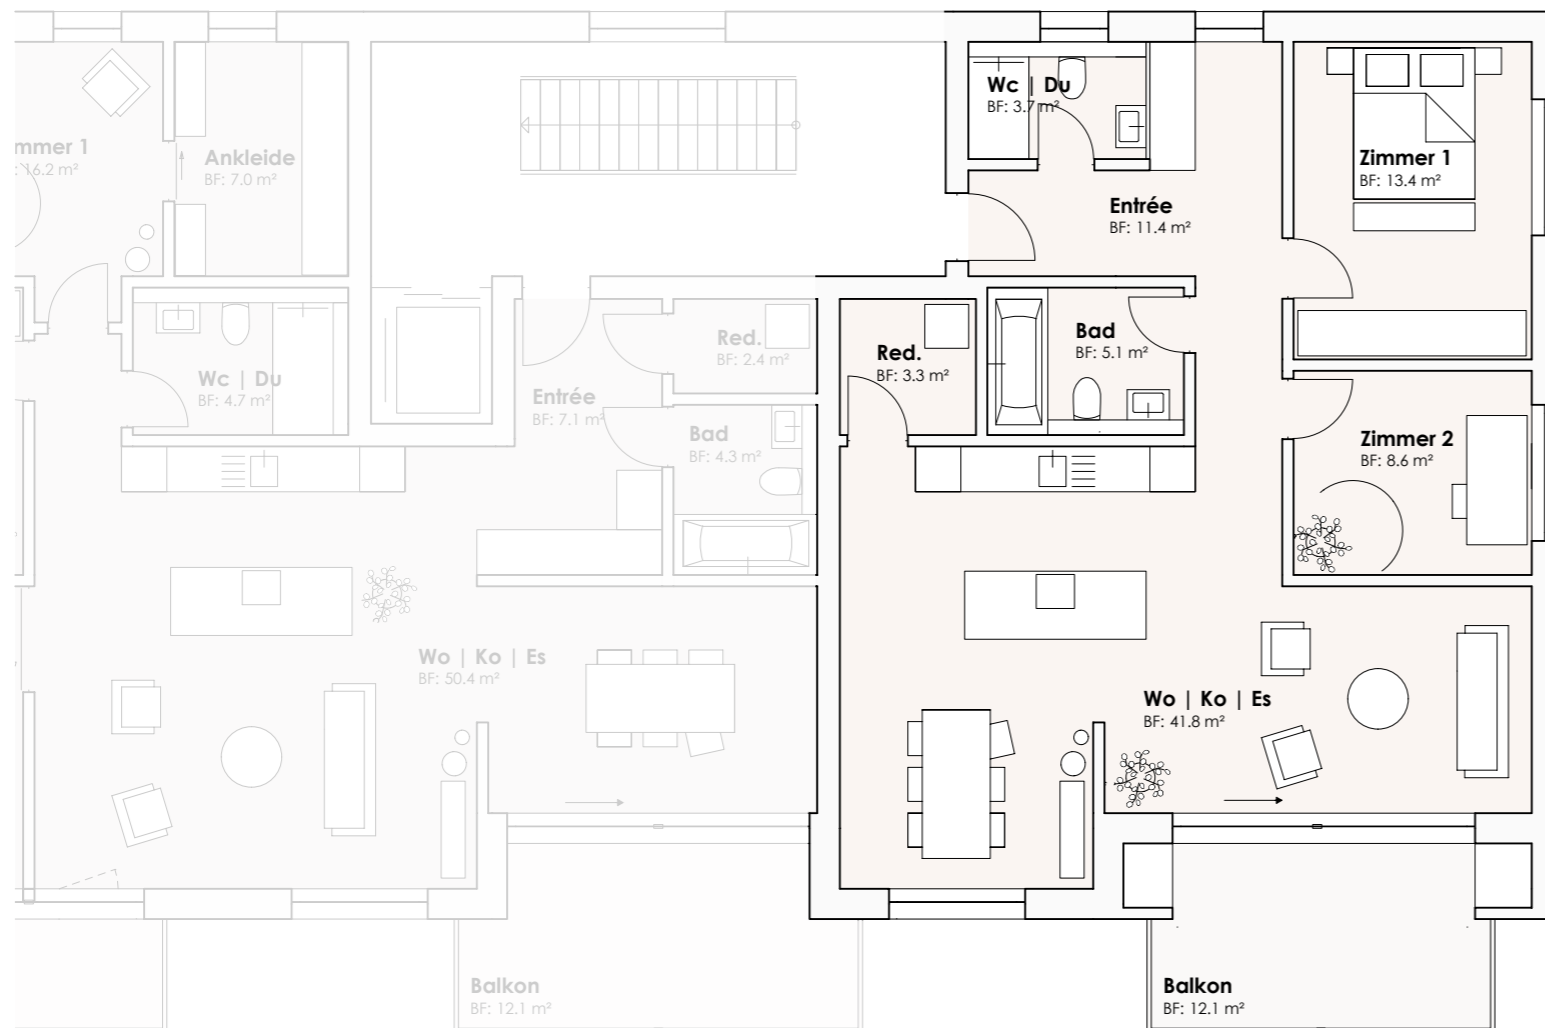 mmer 1
: 16.2 m²
Ankleide
BF: 7.0 m²
Wc | Du
BF: 3.7 m²
Zimmer 1
BF: 13.4 m²
Entrée
BF: 11.4 m²
Wc | Du
BF: 4.7 m²
Entrée
BF: 7.1 m²
Red.
BF: 2.4 m²
Bad
BF: 4.3 m²
Red.
BF: 3.3 m²
Bad
BF: 5.1 m²
Zimmer 2
BF: 8.6 m²
Wo | Ko | Es
BF: 50.4 m²
Wo | Ko | Es
BF: 41.8 m²
Balkon
BF: 12.1 m²
Balkon
BF: 12.1 m²